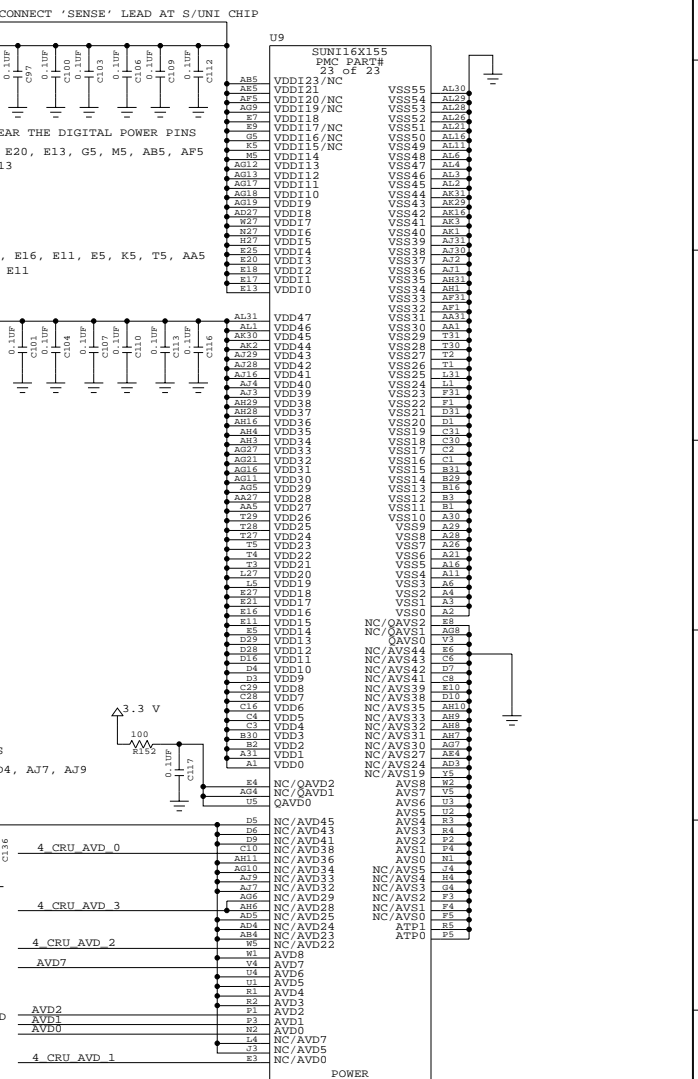 CONNECT 'SENSE' LEAD AT S/UNI CHIP
0.1UF C97
0.1UF C100
0.1UF C103
0.1UF C106
0.1UF C109
0.1UF C112
EAR THE DIGITAL POWER PINS
E20, E13, G5, M5, AB5, AF5
13
, E16, E11, E5, K5, T5, AA5
E11
0.1UF C101
0.1UF C104
0.1UF C107
0.1UF C110
0.1UF C113
0.1UF C116
3.3 V
100
R152
0.1UF C117
S
D4, AJ7, AJ9
C136
D
U9
SUNI16X155
PMC PART#
23 of 23
AB5 VDDI23/NC
AE5 VDDI21
AF5 VDDI20/NC
AG9 VDDI19/NC
E7 VDDI18
E9 VDDI17/NC
G5 VDDI16/NC
K5 VDDI15/NC
M5 VDDI14
AG12 VDDI13
AG13 VDDI12
AG17 VDDI11
AG18 VDDI10
AG19 VDDI9
AD27 VDDI8
W27 VDDI7
N27 VDDI6
H27 VDDI5
E25 VDDI4
E20 VDDI3
E18 VDDI2
E17 VDDI1
E13 VDDI0
AL31 VDD47
AL1 VDD46
AK30 VDD45
AK2 VDD44
AJ29 VDD43
AJ28 VDD42
AJ16 VDD41
AJ4 VDD40
AJ3 VDD39
AH29 VDD38
AH28 VDD37
AH16 VDD36
AH4 VDD35
AH3 VDD34
AG27 VDD33
AG21 VDD32
AG16 VDD31
AG11 VDD30
AG5 VDD29
AA27 VDD28
AA5 VDD27
T29 VDD26
T28 VDD25
T27 VDD24
T5 VDD23
T4 VDD22
T3 VDD21
L27 VDD20
L5 VDD19
E27 VDD18
E21 VDD17
E16 VDD16
E11 VDD15
E5 VDD14
D29 VDD13
D28 VDD12
D16 VDD11
D4 VDD10
D3 VDD9
C29 VDD8
C28 VDD7
C16 VDD6
C4 VDD5
C3 VDD4
B30 VDD3
B2 VDD2
A31 VDD1
A1 VDD0
E4 NC/QAVD2
AG4 NC/QAVD1
U5 QAVD0
D5 NC/AVD45
D6 NC/AVD43
D9 NC/AVD41
4_CRU_AVD_0 C10 NC/AVD38
AH11 NC/AVD36
AG10 NC/AVD34
AJ9 NC/AVD33
AJ7 NC/AVD32
AG6 NC/AVD29
4_CRU_AVD_3 AH6 NC/AVD28
AD5 NC/AVD25
AD4 NC/AVD24
AB4 NC/AVD23
4_CRU_AVD_2 W5 NC/AVD22
W1 AVD8
AVD7 V4 AVD7
U4 AVD6
U1 AVD5
R1 AVD4
R2 AVD3
AVD2 P1 AVD2
AVD1 P3 AVD1
AVD0 N2 AVD0
L4 NC/AVD7
J3 NC/AVD5
4_CRU_AVD_1 E3 NC/AVD0
VSS55 AL30
VSS54 AL29
VSS53 AL28
VSS52 AL26
VSS51 AL21
VSS50 AL16
VSS49 AL11
VSS48 AL6
VSS47 AL4
VSS46 AL3
VSS45 AL2
VSS44 AK31
VSS43 AK29
VSS42 AK16
VSS41 AK3
VSS40 AK1
VSS39 AJ31
VSS38 AJ30
VSS37 AJ2
VSS36 AJ1
VSS35 AH31
VSS34 AH1
VSS33 AF31
VSS32 AF1
VSS31 AA31
VSS30 AA1
VSS29 T31
VSS28 T30
VSS27 T2
VSS26 T1
VSS25 L31
VSS24 L1
VSS23 F31
VSS22 F1
VSS21 D31
VSS20 D1
VSS19 C31
VSS18 C30
VSS17 C2
VSS16 C1
VSS15 B31
VSS14 B29
VSS13 B16
VSS12 B3
VSS11 B1
VSS10 A30
VSS9 A29
VSS8 A28
VSS7 A26
VSS6 A21
VSS5 A16
VSS4 A11
VSS3 A6
VSS2 A4
VSS1 A3
VSS0 A2
NC/QAVS2 E8
NC/QAVS1 AG8
QAVS0 V3
NC/AVS44 E6
NC/AVS43 C6
NC/AVS42 D7
NC/AVS41 C8
NC/AVS39 E10
NC/AVS38 D10
NC/AVS35 AH10
NC/AVS33 AH9
NC/AVS32 AH8
NC/AVS31 AH7
NC/AVS30 AG7
NC/AVS27 AE4
NC/AVS24 AD3
NC/AVS19 Y5
AVS8 W2
AVS7 V5
AVS6 U3
AVS5 U2
AVS4 R3
AVS3 R4
AVS2 P2
AVS1 P4
AVS0 N1
NC/AVS5 J4
NC/AVS4 H4
NC/AVS3 G4
NC/AVS2 F3
NC/AVS1 F4
NC/AVS0 F5
ATP1 R5
ATP0 P5
POWER